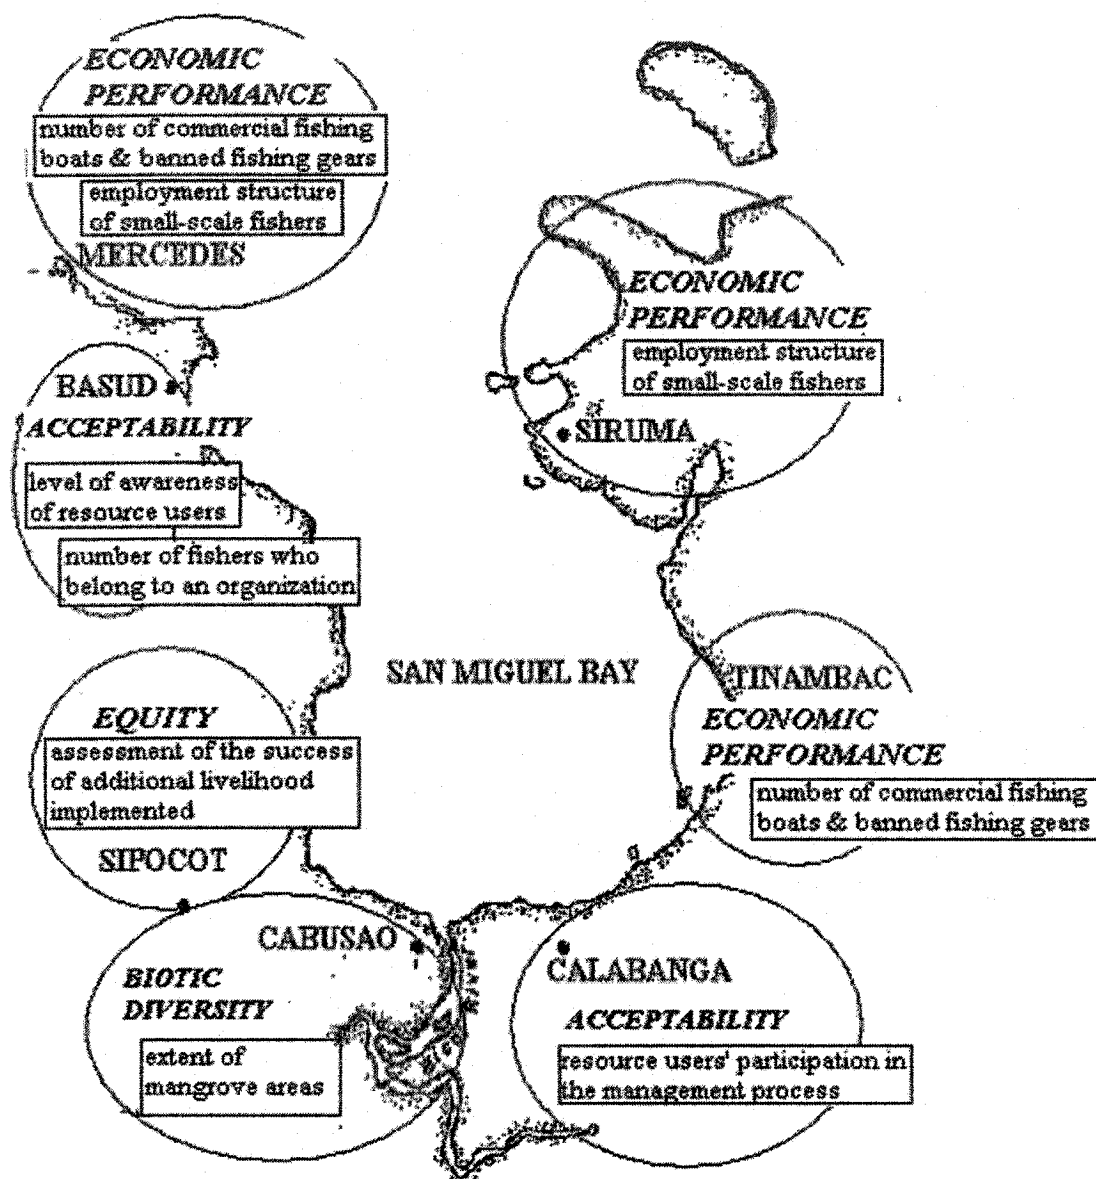 ECONOMIC
PERFORMANCE
number of commercial fishing
boats & banned fishing gears
employment structure
of small-scale fishers
MERCEDES
ECONOMIC
PERFORMANCE
employment structure
of small-scale fishers
SIRUMA
BASUD
ACCEPTABILITY
level of awareness
of resource users
number of fishers who
belong to an organization
SAN MIGUEL BAY
TINAMBAC
ECONOMIC
PERFORMANCE
number of commercial fishing
boats & banned fishing gears
EQUITY
assessment of the success
of additional livelihood
implemented
SIPOCOT
CABUSAO
BIOTIC
DIVERSITY
extent of
mangrove areas
CALABANGA
ACCEPTABILITY
resource users' participation in
the management process